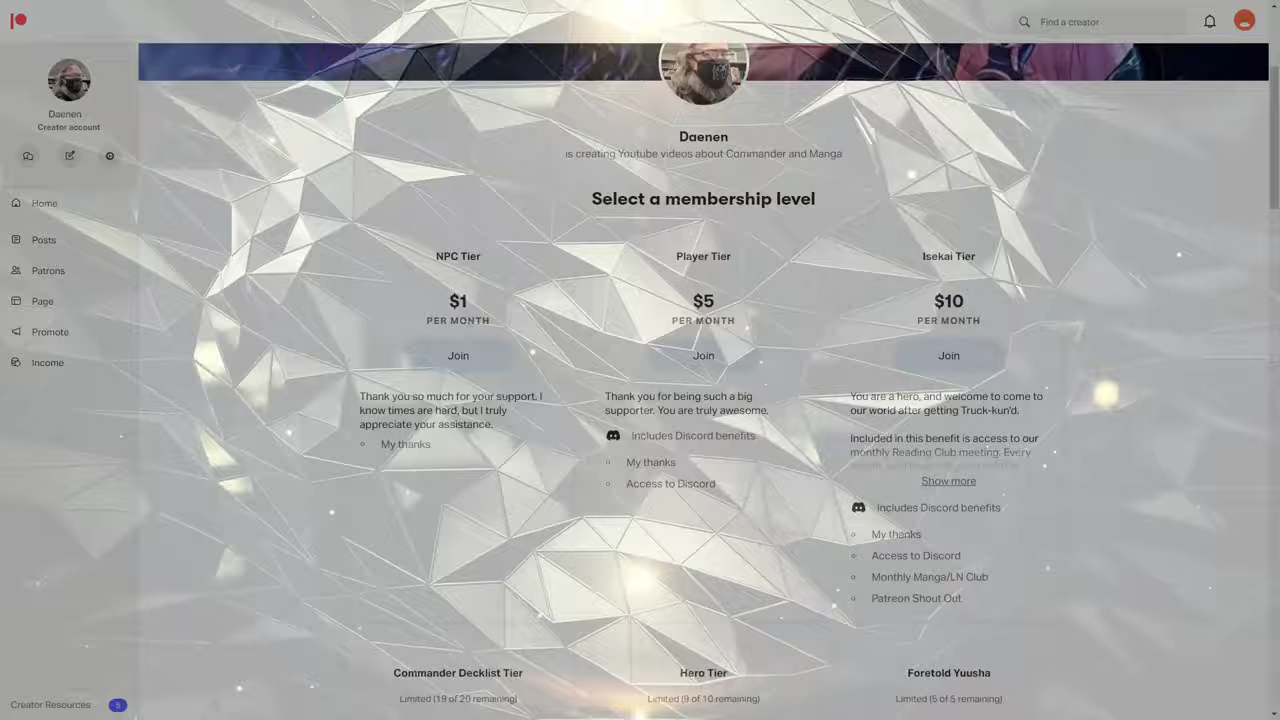 Find a creator
Daenen
Creator account
Home
Posts
Patrons
Page
Promote
Income
Creator Resources
5
Daenen
is creating Youtube videos about Commander and Manga
Select a membership level
NPC Tier
$1
PER MONTH
Join
Thank you so much for your support. I
know times are hard, but I truly
appreciate your assistance.
My thanks
Player Tier
$5
PER MONTH
Join
Thank you for being such a big
supporter. You are truly awesome.
Includes Discord benefits
My thanks
Access to Discord
Isekai Tier
$10
PER MONTH
Join
You are a hero, and welcome to come to
our world after getting Truck-kun'd.
Included in this benefit is access to our
monthly Reading Club meeting. Every
Show more
Includes Discord benefits
My thanks
Access to Discord
Monthly Manga/LN Club
Patreon Shout Out
Commander Decklist Tier
Limited (19 of 20 remaining)
Hero Tier
Limited (9 of 10 remaining)
Foretold Yuusha
Limited (5 of 5 remaining)